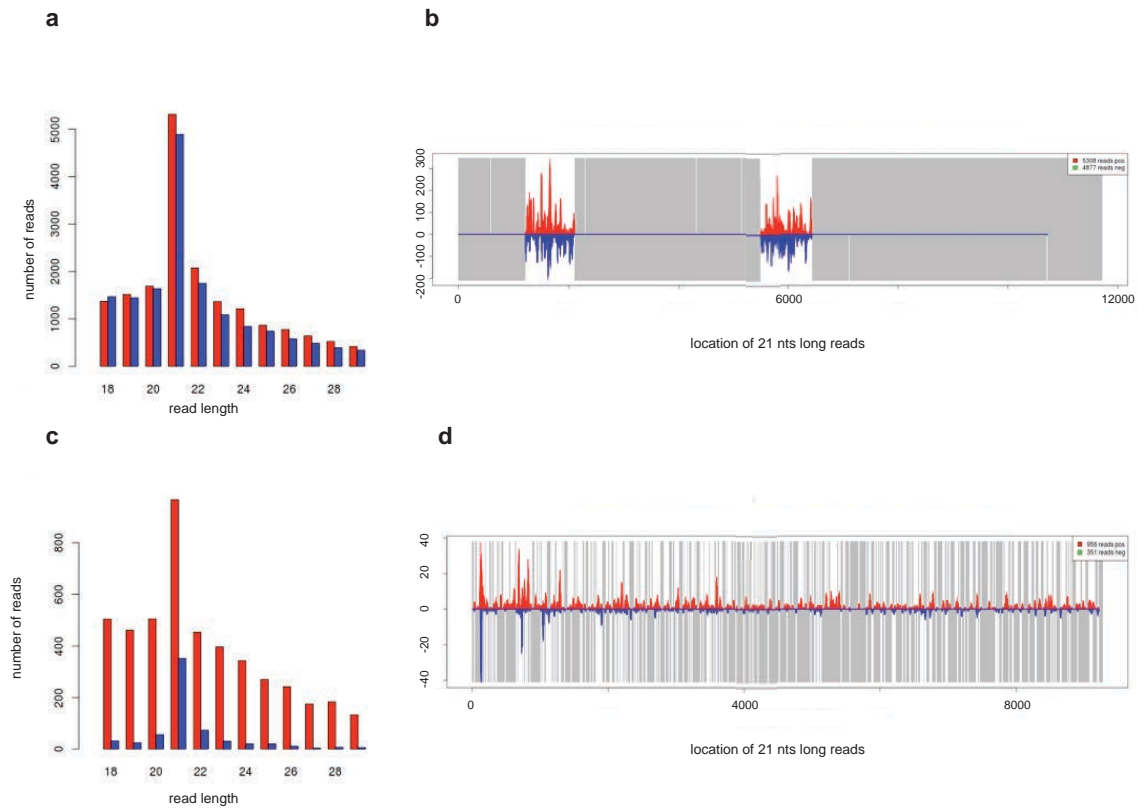 a
number of reads
5000
4000
3000
2000
1000
0
18 20 22 24 26 28
read length
b
300
200
100
0
-100
-200
5308 reads pos
4877 reads neg
0 6000 12000
location of 21 nts long reads
c
number of reads
800
600
400
200
0
18 20 22 24 26 28
read length
d
40
20
0
20
-40
956 reads pos
351 reads neg
0 4000 8000
location of 21 nts long reads